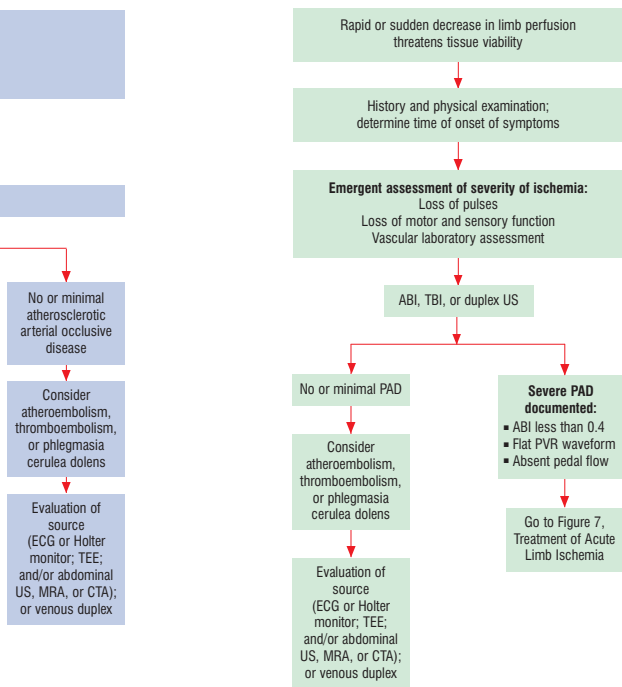 No or minimal
atherosclerotic
arterial occlusive
disease
Consider
atheroembolism,
thromboembolism,
or phlegmasia
cerulea dolens
Evaluation of
source
(ECG or Holter
monitor; TEE;
and/or abdominal
US, MRA, or CTA);
or venous duplex
Rapid or sudden decrease in limb perfusion
threatens tissue viability
History and physical examination;
determine time of onset of symptoms
Emergent assessment of severity of ischemia:
Loss of pulses
Loss of motor and sensory function
Vascular laboratory assessment
ABI, TBI, or duplex US
No or minimal PAD
Consider
atheroembolism,
thromboembolism,
or phlegmasia
cerulea dolens
Evaluation of
source
(ECG or Holter
monitor; TEE;
and/or abdominal
US, MRA, or CTA);
or venous duplex
Severe PAD
documented:
▪ ABI less than 0.4
▪ Flat PVR waveform
▪ Absent pedal flow
Go to Figure 7,
Treatment of Acute
Limb Ischemia